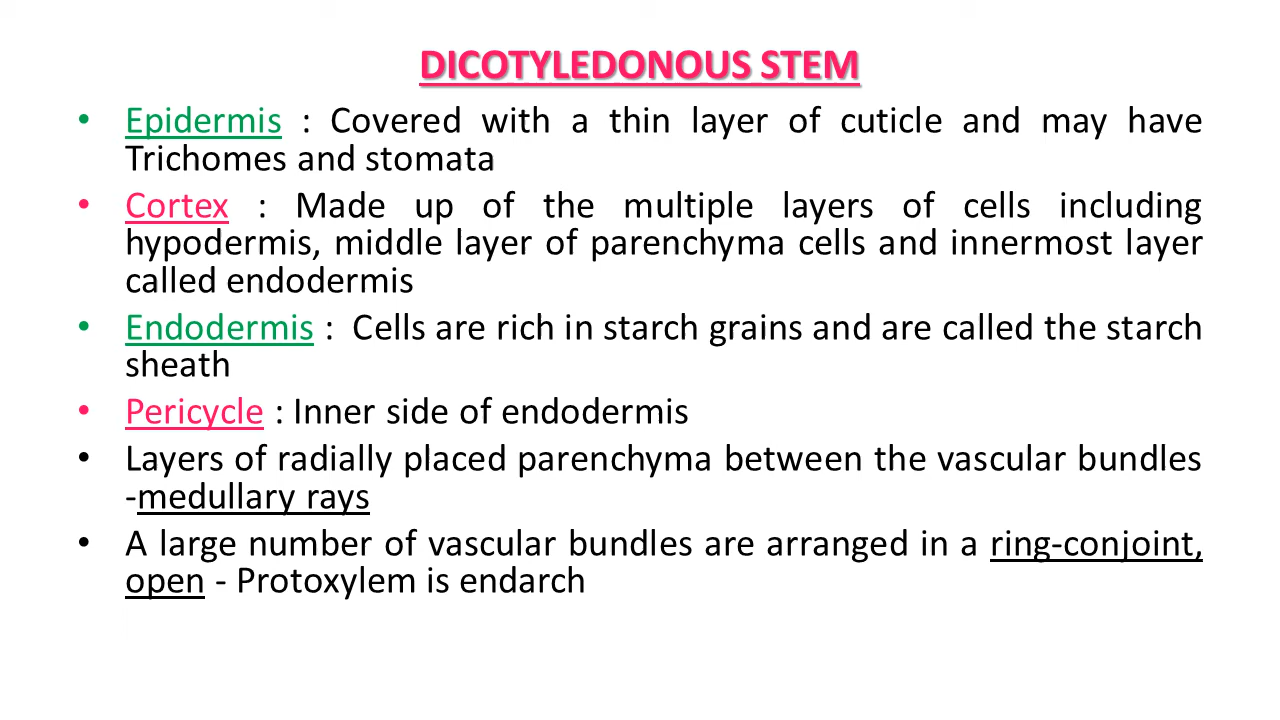 DICOTYLEDONOUS STEM
• Epidermis : Covered with a thin layer of cuticle and may have
Trichomes and stomata
• Cortex : Made up of the multiple layers of cells including
hypodermis, middle layer of parenchyma cells and innermost layer
called endodermis
• Endodermis : Cells are rich in starch grains and are called the starch
sheath
• Pericycle : Inner side of endodermis
• Layers of radially placed parenchyma between the vascular bundles
-medullary rays
• A large number of vascular bundles are arranged in a ring-conjoint,
open - Protoxylem is endarch